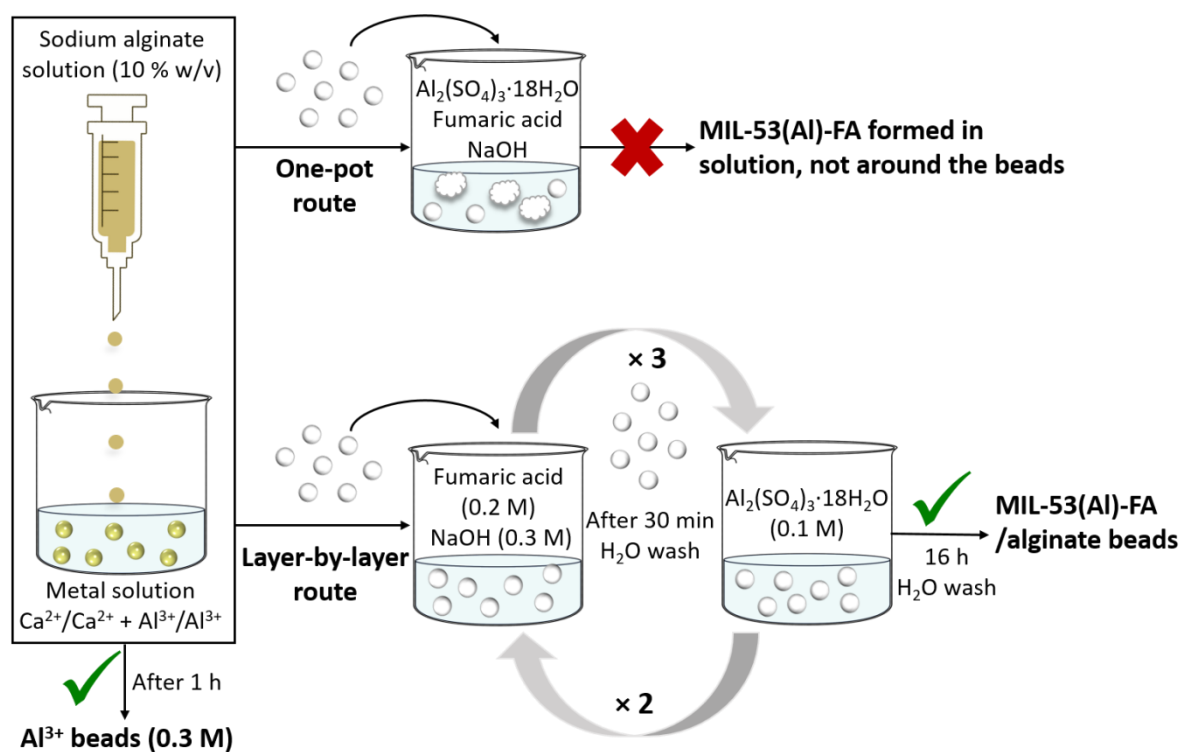 Sodium alginate
solution (10 % w/v)
Metal solution
Ca²⁺/Ca²⁺ + Al³⁺/Al³⁺
After 1 h
Al³⁺ beads (0.3 M)
One-pot
route
Al₂(SO₄)₃·18H₂O
Fumaric acid
NaOH
MIL-53(Al)-FA formed in
solution, not around the beads
Layer-by-layer
route
Fumaric acid
(0.2 M)
NaOH (0.3 M)
× 3
After 30 min
H₂O wash
× 2
Al₂(SO₄)₃·18H₂O
(0.1 M)
16 h
H₂O wash
MIL-53(Al)-FA
/alginate beads